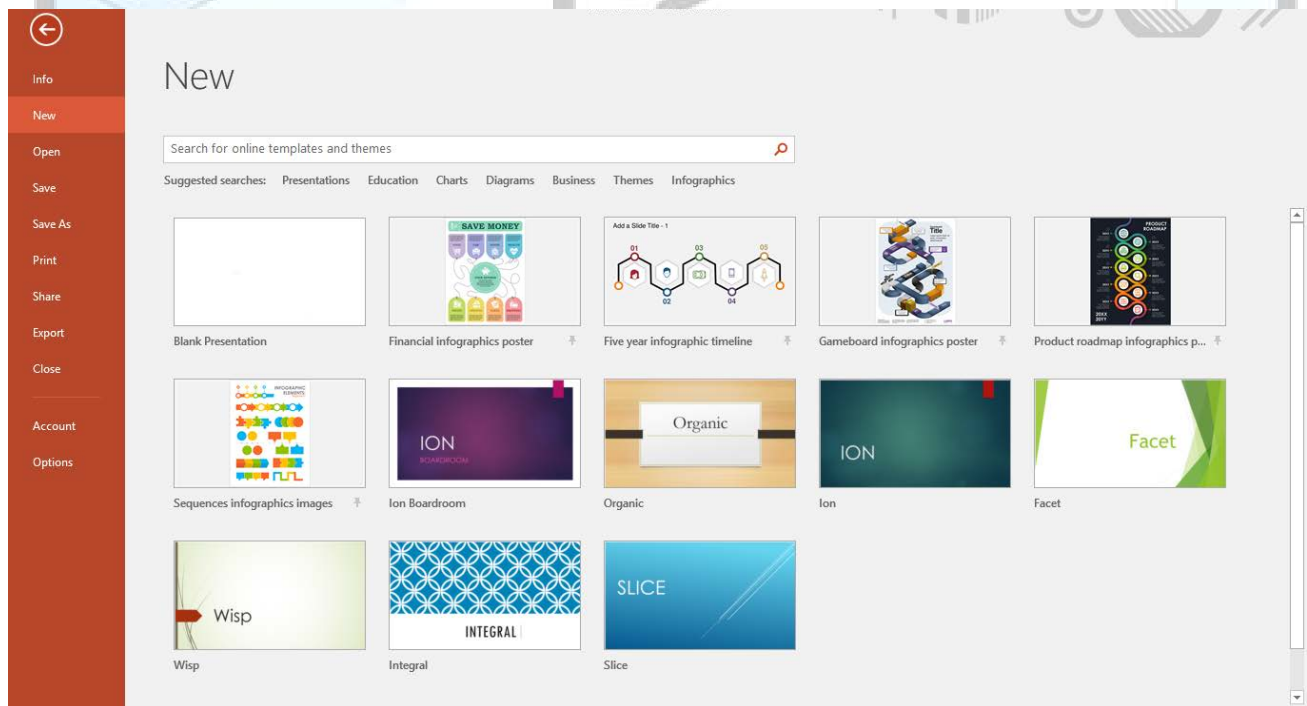 Info
New
Open
Save
Save As
Print
Share
Export
Close
Account
Options
New
Search for online templates and themes
Suggested searches: Presentations Education Charts Diagrams Business Themes Infographics
SAVE MONEY
Add a Slide Title - 1
01 03 05
02 04
Title
PRODUCT
ROADMAP
20XX
20YY
Blank Presentation
Financial infographics poster
Five year infographic timeline
Gameboard infographics poster
Product roadmap infographics p...
INFOGRAPHIC
ELEMENTS
ION
BOARDROOM
Organic
ION
Facet
Sequences infographics images
Ion Boardroom
Organic
Ion
Facet
Wisp
INTEGRAL
SLICE
Wisp
Integral
Slice